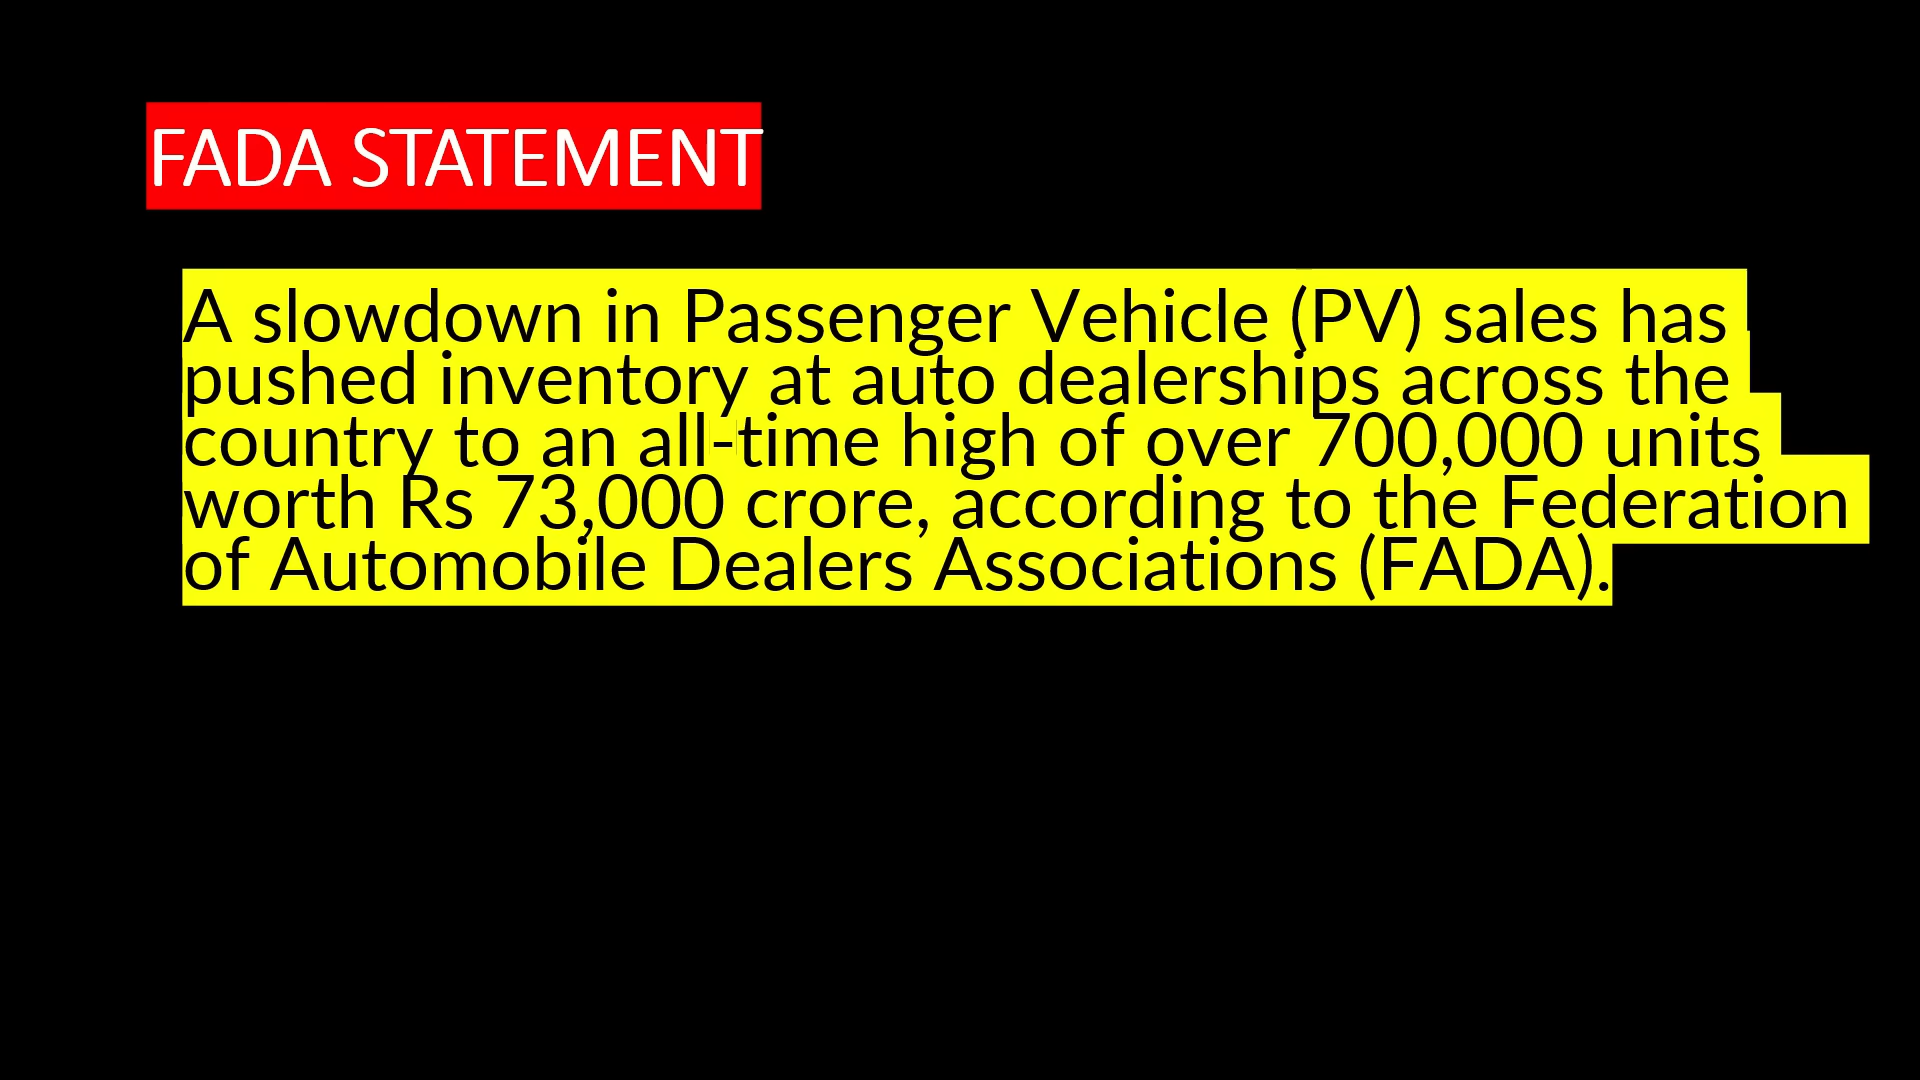 FADA STATEMENT
A slowdown in Passenger Vehicle (PV) sales has
pushed inventory at auto dealerships across the
country to an all-time high of over 700,000 units
worth Rs 73,000 crore, according to the Federation
of Automobile Dealers Associations (FADA).